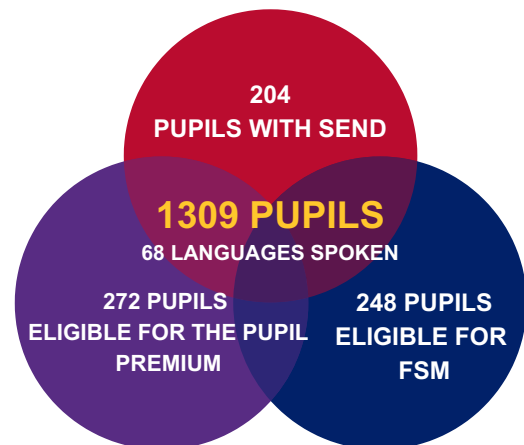 204
PUPILS WITH SEND
1309 PUPILS
68 LANGUAGES SPOKEN
272 PUPILS
ELIGIBLE FOR THE PUPIL
PREMIUM
248 PUPILS
ELIGIBLE FOR
FSM